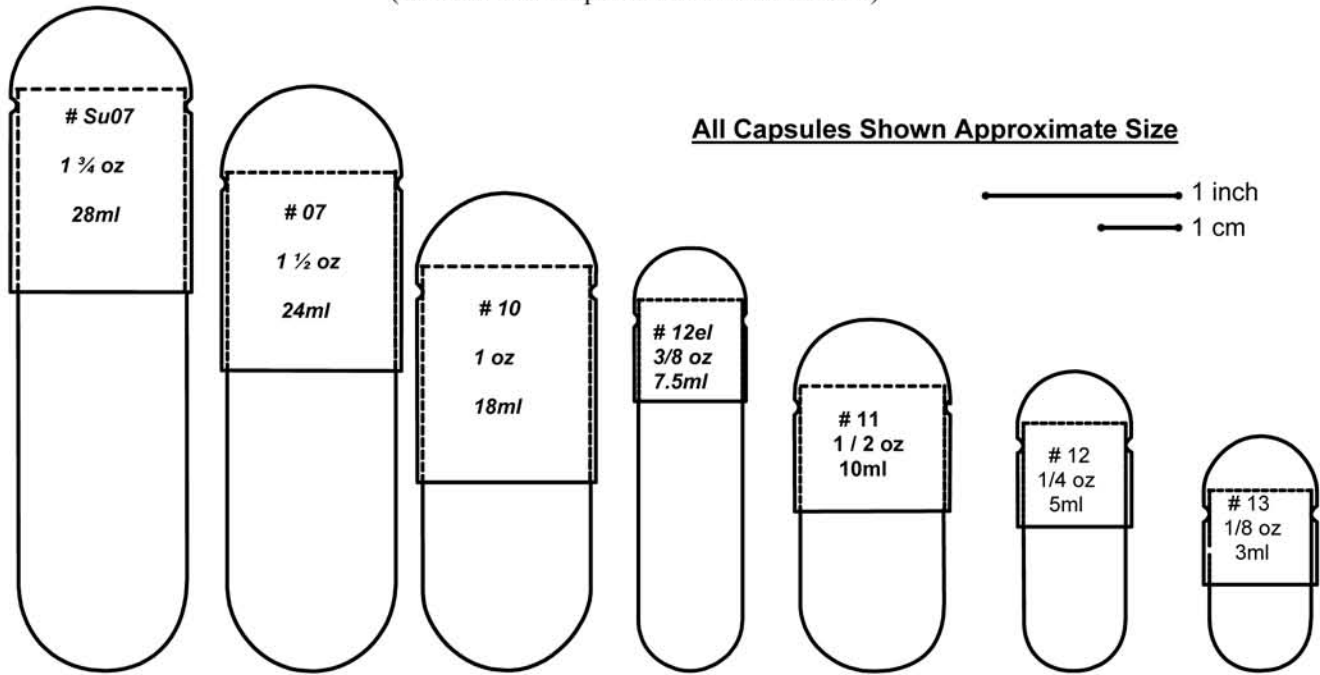 # Su07
1 ¾ oz
28ml
# 07
1 ½ oz
24ml
# 10
1 oz
18ml
# 12el
3/8 oz
7.5ml
All Capsules Shown Approximate Size
1 inch
1 cm
# 11
1 / 2 oz
10ml
# 12
1/4 oz
5ml
# 13
1/8 oz
3ml